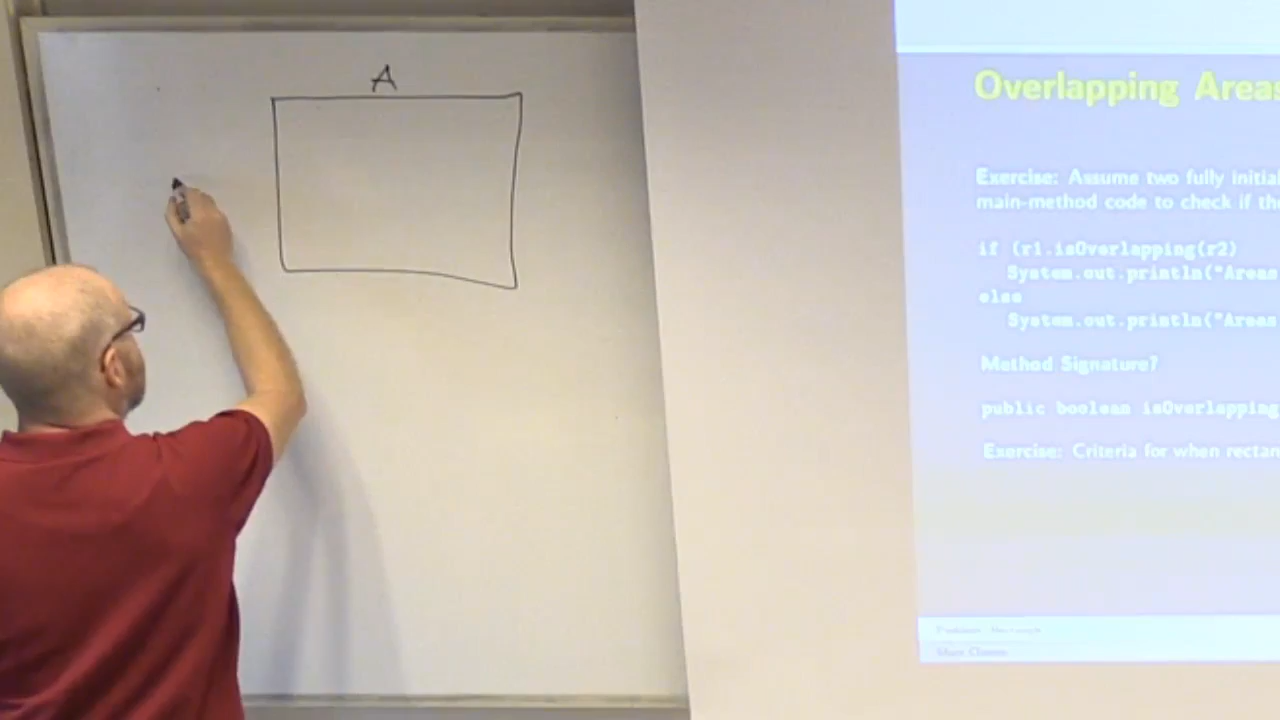 A
Overlapping Areas
Exercise: Assume two fully initial
main-method code to check if the
if (r1.isOverlapping(r2)
System.out.println("Areas
else
System.out.println("Areas
Method Signature?
public boolean isOverlapping
Exercise: Criteria for when rectan